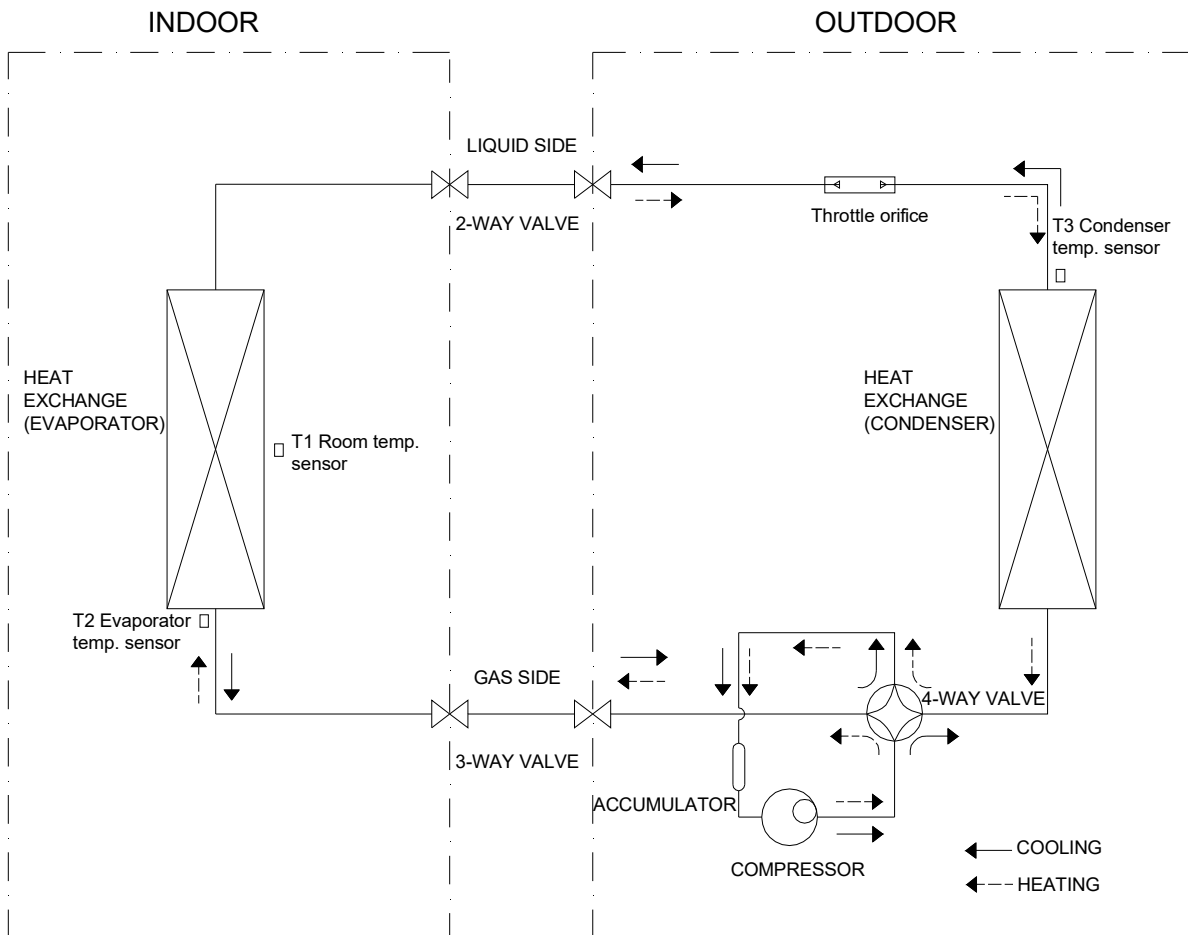 INDOOR
OUTDOOR
LIQUID SIDE
2-WAY VALVE
Throttle orifice
T3 Condenser
temp. sensor
HEAT
EXCHANGE
(EVAPORATOR)
T1 Room temp.
sensor
HEAT
EXCHANGE
(CONDENSER)
T2 Evaporator
temp. sensor
GAS SIDE
3-WAY VALVE
4-WAY VALVE
ACCUMULATOR
COMPRESSOR
COOLING
HEATING